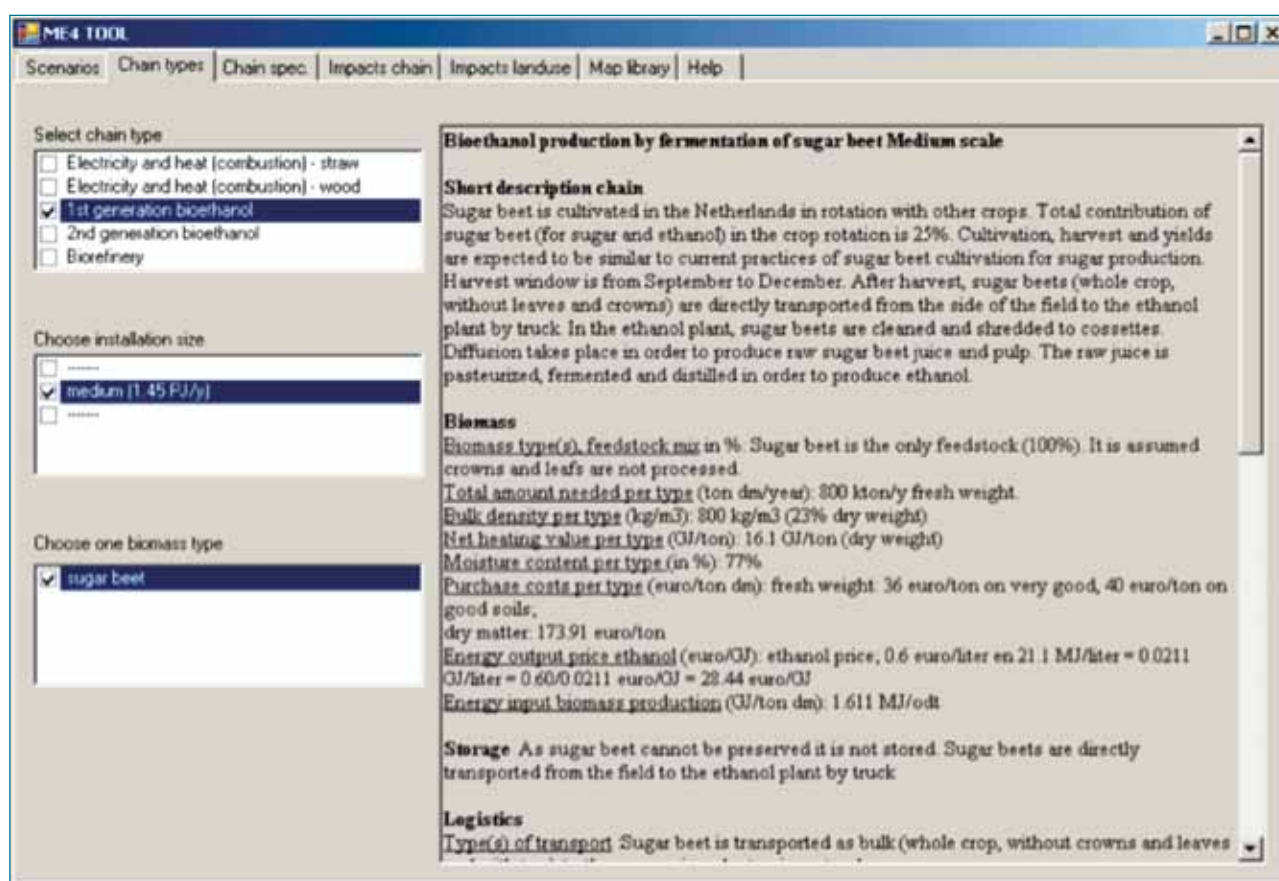 ME4 TOOL
Scenarios Chain types Chain spec. Impacts chain Impacts landuse Map library Help
Select chain type
Electricity and heat (combustion) - straw
Electricity and heat (combustion) - wood
1st generation bioethanol
2nd generation bioethanol
Biorefinery
Choose installation size
------
medium (1.45 PJ/y)
------
Choose one biomass type
sugar beet
Bioethanol production by fermentation of sugar beet Medium scale
Short description chain
Sugar beet is cultivated in the Netherlands in rotation with other crops. Total contribution of
sugar beet (for sugar and ethanol) in the crop rotation is 25%. Cultivation, harvest and yields
are expected to be similar to current practices of sugar beet cultivation for sugar production.
Harvest window is from September to December. After harvest, sugar beets (whole crop,
without leaves and crowns) are directly transported from the side of the field to the ethanol
plant by truck. In the ethanol plant, sugar beets are cleaned and shredded to cossettes.
Diffusion takes place in order to produce raw sugar beet juice and pulp. The raw juice is
pasteurized, fermented and distilled in order to produce ethanol.
Biomass
Biomass type(s), feedstock mix in %: Sugar beet is the only feedstock (100%). It is assumed
crowns and leafs are not processed.
Total amount needed per type (ton dm/year): 800 kton/y fresh weight.
Bulk density per type (kg/m3): 800 kg/m3 (23% dry weight)
Net heating value per type (GJ/ton): 16.1 GJ/ton (dry weight)
Moisture content per type (in %): 77%
Purchase costs per type (euro/ton dm): fresh weight: 36 euro/ton on very good, 40 euro/ton on
good soils;
dry matter: 173.91 euro/ton
Energy output price ethanol (euro/GJ): ethanol price, 0.6 euro/liter en 21.1 MJ/liter = 0.0211
GJ/liter = 0.60/0.0211 euro/GJ = 28.44 euro/GJ
Energy input biomass production (GJ/ton dm): 1.611 MJ/odt
Storage As sugar beet cannot be preserved it is not stored. Sugar beets are directly
transported from the field to the ethanol plant by truck
Logistics
Type(s) of transport Sugar beet is transported as bulk (whole crop, without crowns and leaves